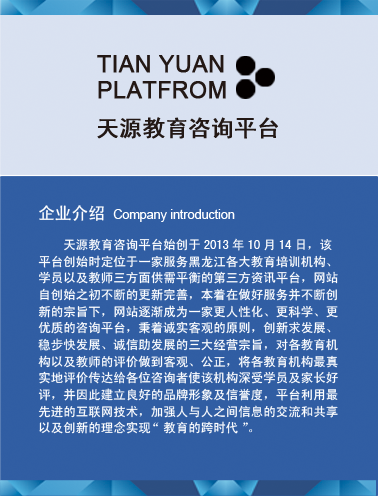 TIAN YUAN
PLATFROM
天源教育咨询平台
企业介绍 Company introduction
天源教育咨询平台始创于 2013 年 10 月 14 日，该
平台创始时定位于一家服务黑龙江各大教育培训机构、
学员以及教师三方面供需平衡的第三方资讯平台，网站
自创始之初不断的更新完善，本着在做好服务并不断创
新的宗旨下，网站逐渐成为一家更人性化、更科学、更
优质的咨询平台，秉着诚实客观的原则，创新求发展、
稳步快发展、诚信助发展的三大经营宗旨，对各教育机
构以及教师的评价做到客观、公正，将各教育机构最真
实地评价传达给各位咨询者使该机构深受学员及家长好
评，并因此建立良好的品牌形象及信誉度，平台利用最
先进的互联网技术，加强人与人之间信息的交流和共享
以及创新的理念实现“ 教育的跨时代 ”。